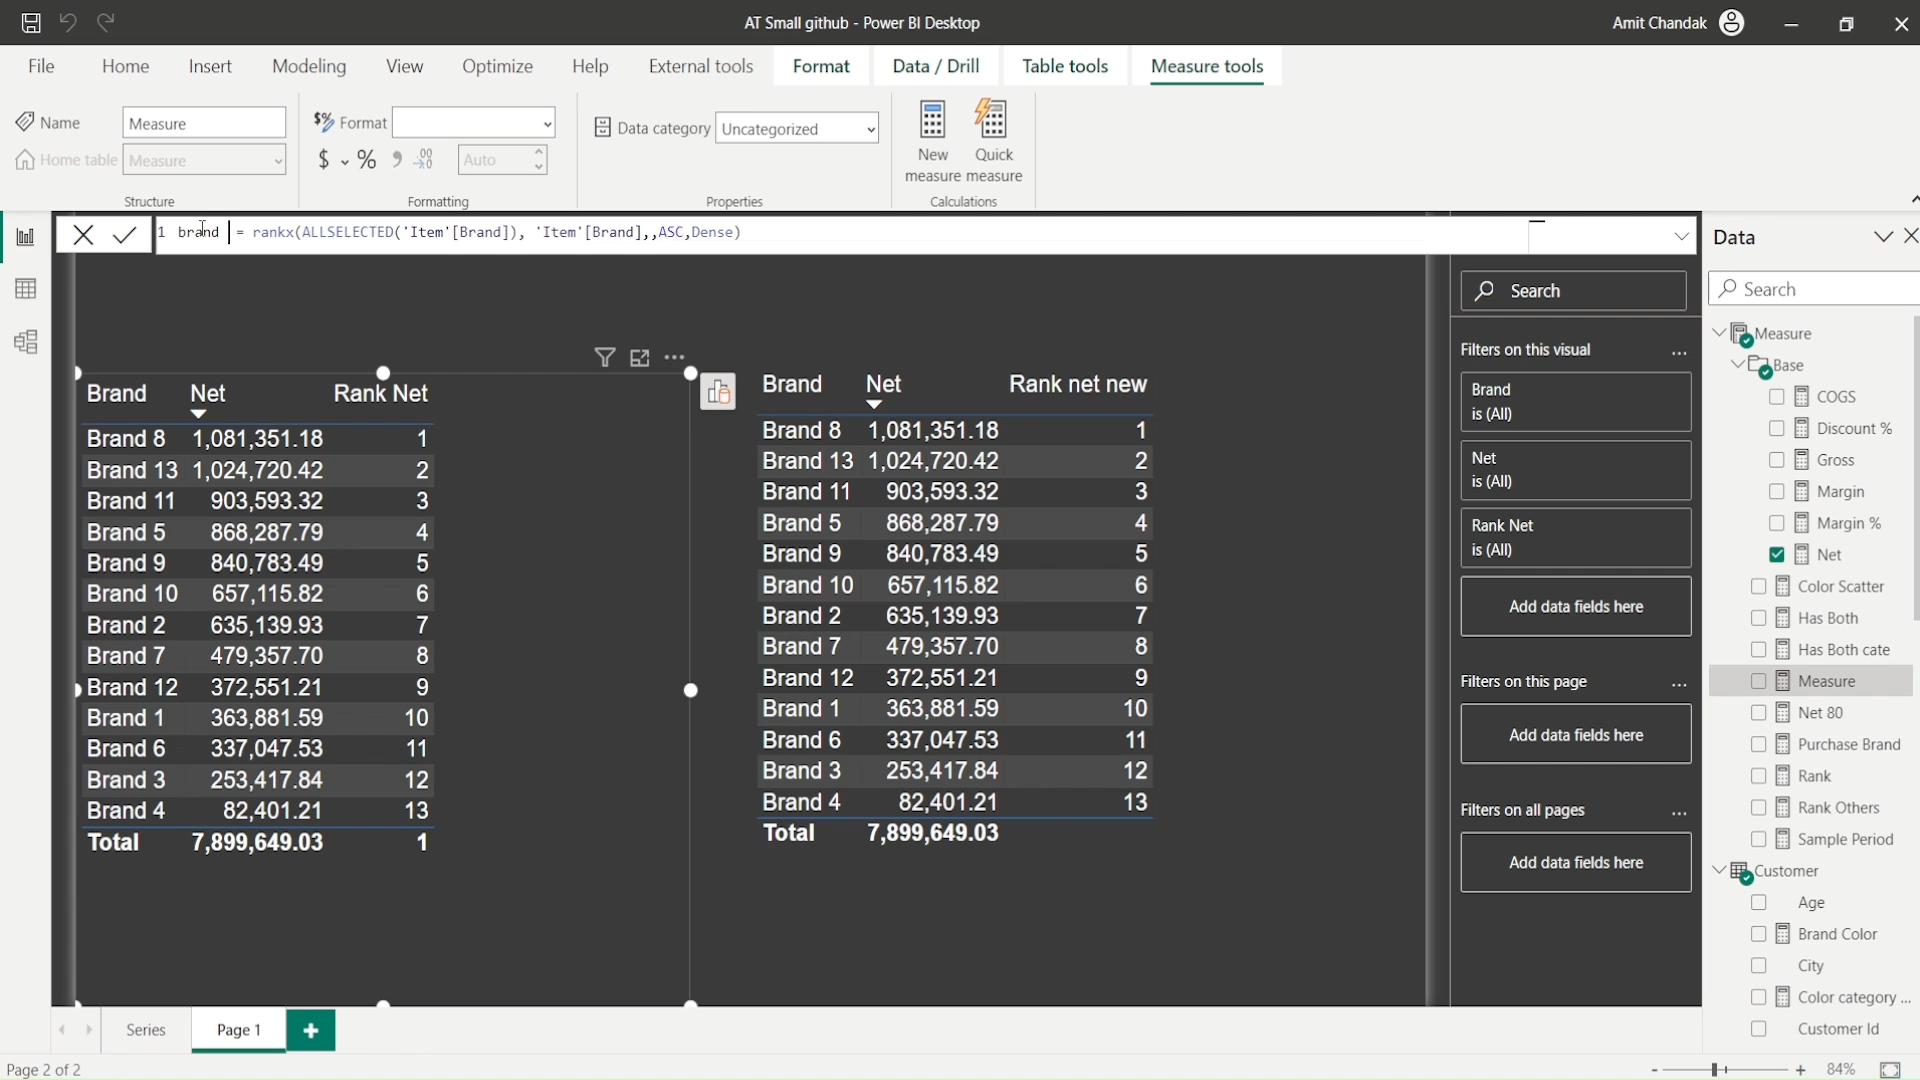 AT Small github - Power BI Desktop
Amit Chandak
File Home Insert Modeling View Optimize Help External tools Format Data / Drill Table tools Measure tools
Name Measure
Home table Measure
Structure
$% Format
$ % 9 .00 Auto
Formatting
Data category Uncategorized
Properties
New measure
Quick measure
Calculations
1 brand = rankx(ALLSELECTED('Item'[Brand]), 'Item'[Brand],,ASC,Dense)
Brand Net Rank Net
Brand 8 1,081,351.18 1
Brand 13 1,024,720.42 2
Brand 11 903,593.32 3
Brand 5 868,287.79 4
Brand 9 840,783.49 5
Brand 10 657,115.82 6
Brand 2 635,139.93 7
Brand 7 479,357.70 8
Brand 12 372,551.21 9
Brand 1 363,881.59 10
Brand 6 337,047.53 11
Brand 3 253,417.84 12
Brand 4 82,401.21 13
Total 7,899,649.03 1
Brand Net Rank net new
Brand 8 1,081,351.18 1
Brand 13 1,024,720.42 2
Brand 11 903,593.32 3
Brand 5 868,287.79 4
Brand 9 840,783.49 5
Brand 10 657,115.82 6
Brand 2 635,139.93 7
Brand 7 479,357.70 8
Brand 12 372,551.21 9
Brand 1 363,881.59 10
Brand 6 337,047.53 11
Brand 3 253,417.84 12
Brand 4 82,401.21 13
Total 7,899,649.03
Search
Filters on this visual ...
Brand
is (All)
Net
is (All)
Rank Net
is (All)
Add data fields here
Filters on this page ...
Add data fields here
Filters on all pages ...
Add data fields here
Data
Search
Measure
Base
COGS
Discount %
Gross
Margin
Margin %
Net
Color Scatter
Has Both
Has Both cate
Measure
Net 80
Purchase Brand
Rank
Rank Others
Sample Period
Customer
Age
Brand Color
City
Color category ...
Customer Id
Series Page 1 +
Page 2 of 2
- + 84%